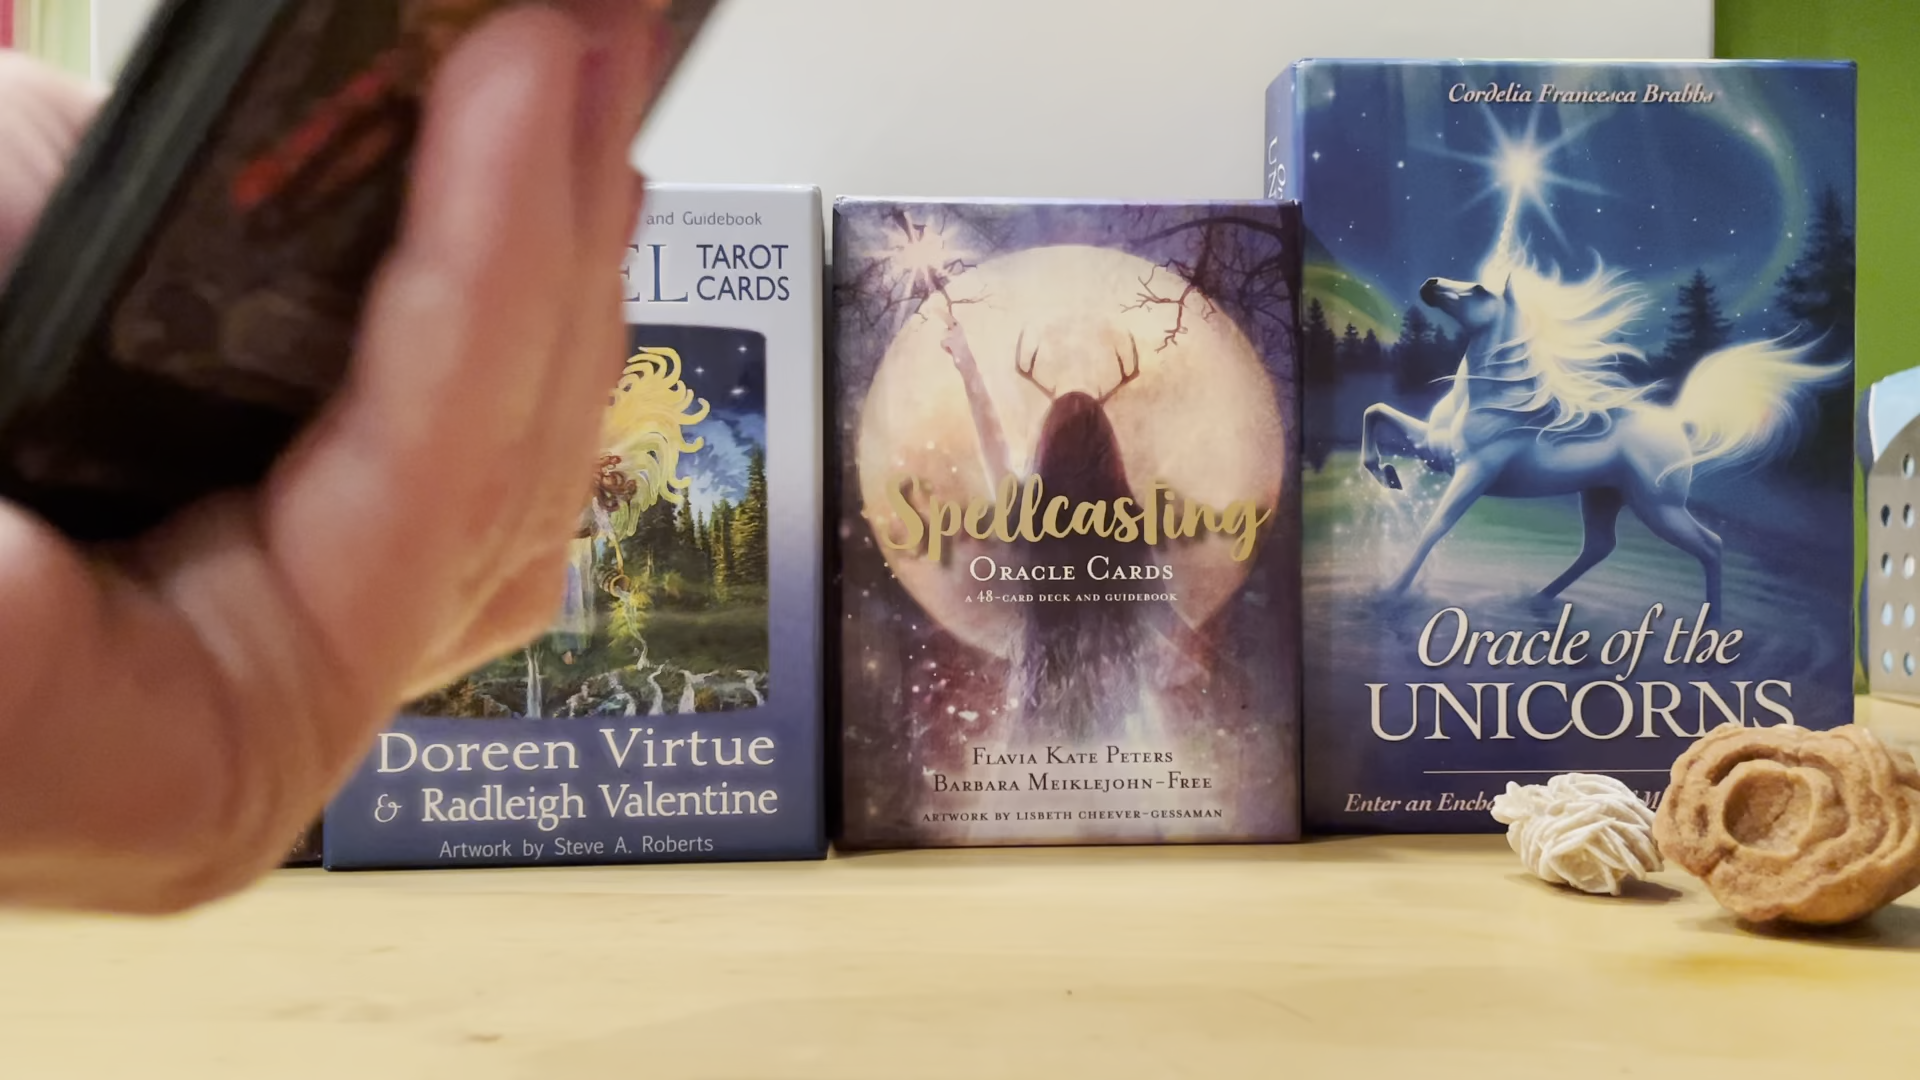 and Guidebook
TAROT
CARDS
Doreen Virtue
& Radleigh Valentine
Artwork by Steve A. Roberts
Spellcasting
ORACLE CARDS
A 48-CARD DECK AND GUIDEBOOK
FLAVIA KATE PETERS
BARBARA MEIKLEJOHN-FREE
ARTWORK BY LISBETH CHEEVER-GESSAMAN
Cordelia Francesca Brabbs
Oracle of the
UNICORNS
Enter an